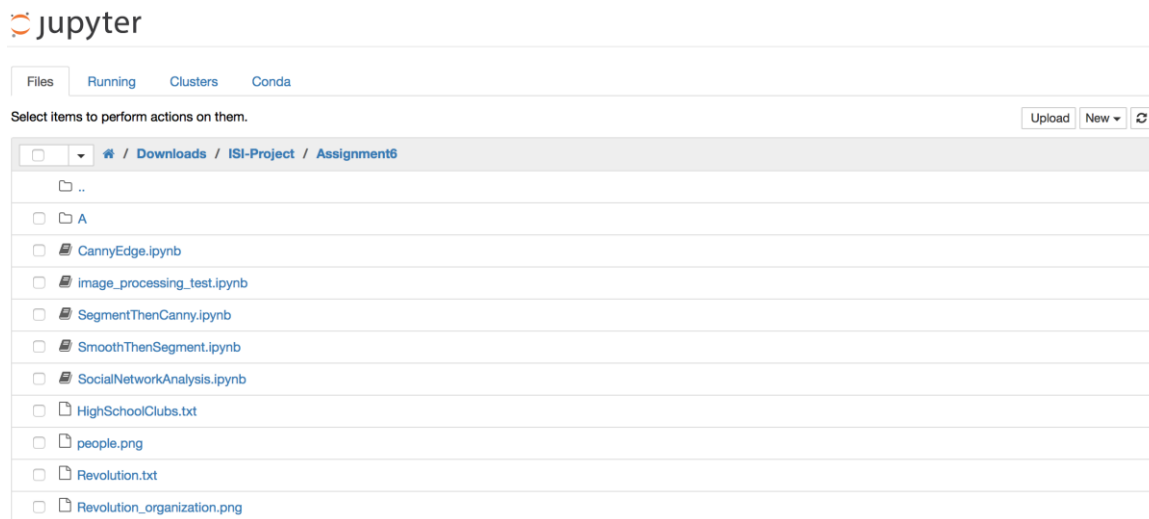 jupyter
Files Running Clusters Conda
Select items to perform actions on them. Upload New
/ Downloads / ISI-Project / Assignment6
..
A
CannyEdge.ipynb
image_processing_test.ipynb
SegmentThenCanny.ipynb
SmoothThenSegment.ipynb
SocialNetworkAnalysis.ipynb
HighSchoolClubs.txt
people.png
Revolution.txt
Revolution_organization.png